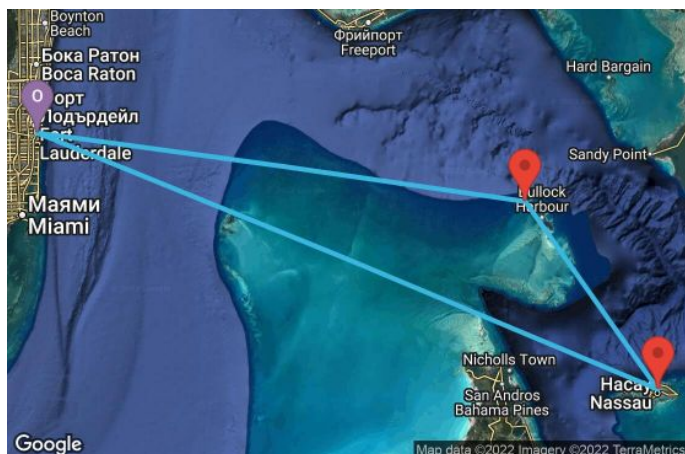 Boynton
Beach
Фрийпорт
Freeport
Бока Ратон
Boca Raton
Hard Bargain
O
орт
Лодърдейл
Fort
Lauderdale
Sandy Point
Bullock
Harbour
Маями
Miami
Nicholls Town
Насау
Nassau
San Andros
Bahama Pines
Google
Map data ©2022 Imagery ©2022 TerraMetrics